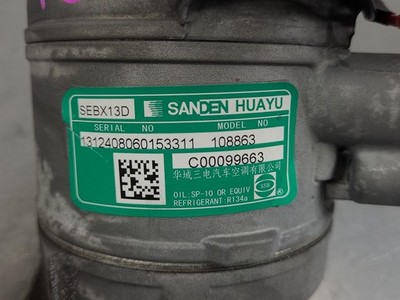 SEBX13D SANDEN HUAYU
SERIAL NO MODEL NO
1312408060153311 108863
C00099663
华域三电汽车空调有限公司
OIL:SP-10 OR EQUIV
REFRIGERANT:R134a